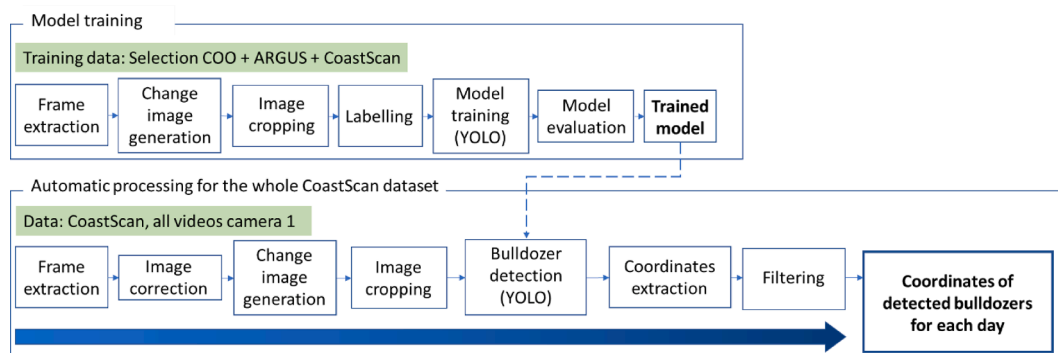 Model training
Training data: Selection COO + ARGUS + CoastScan
Frame
extraction
Change
image
generation
Image
cropping
Labelling
Model
training
(YOLO)
Model
evaluation
Trained
model
Automatic processing for the whole CoastScan dataset
Data: CoastScan, all videos camera 1
Frame
extraction
Image
correction
Change
image
generation
Image
cropping
Bulldozer
detection
(YOLO)
Coordinates
extraction
Filtering
Coordinates of
detected bulldozers
for each day